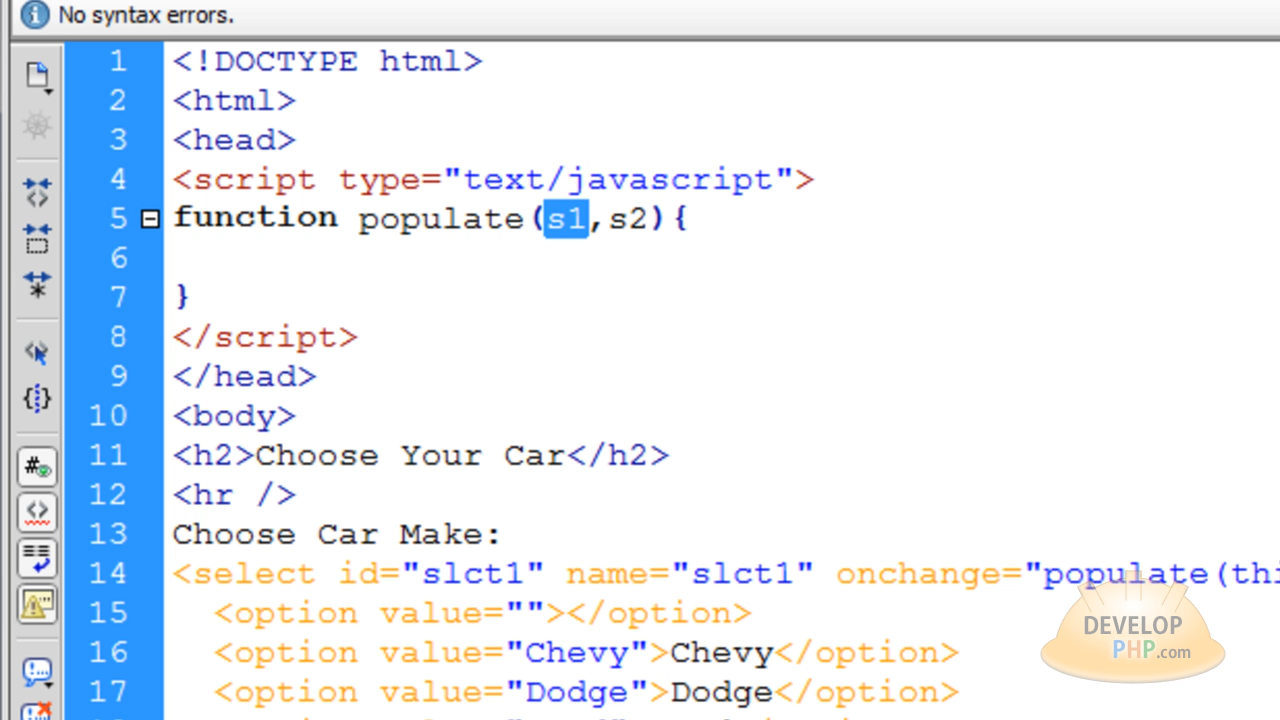 No syntax errors.
1 <!DOCTYPE html>
2 <html>
3 <head>
4 <script type="text/javascript">
5 function populate(s1,s2){
6
7 }
8 </script>
9 </head>
10 <body>
11 <h2>Choose Your Car</h2>
12 <hr />
13 Choose Car Make:
14 <select id="slct1" name="slct1" onchange="populate(thi
15 <option value=""></option>
16 <option value="Chevy">Chevy</option>
17 <option value="Dodge">Dodge</option>
DEVELOP
PHP.com